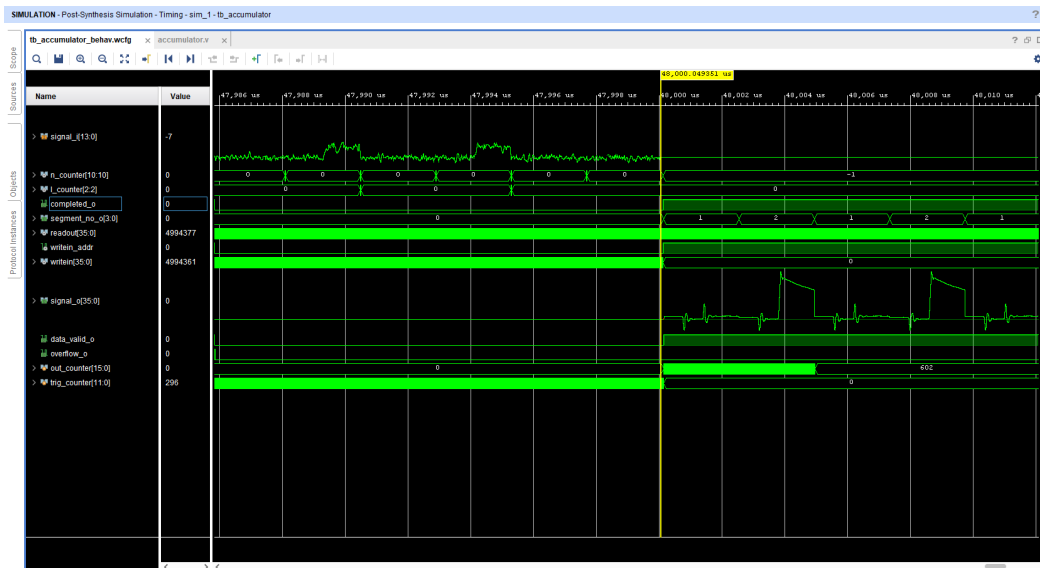 SIMULATION - Post-Synthesis Simulation - Timing - sim_1 - tb_accumulator
?
tb_accumulator_behav.wcfg × accumulator.v ×
?
Scope
Sources
Objects
Protocol Instances
48,000.049351 us
Name Value
47,986 us 47,988 us 47,990 us 47,992 us 47,994 us 47,996 us 47,998 us 48,000 us 48,002 us 48,004 us 48,006 us 48,008 us 48,010 us
signal_i[13:0] -7
n_counter[10:10] 0 0 0 0 0 0 0 -1
i_counter[2:2] 0 0 0 0
completed_o 0
segment_no_o[3:0] 0 0 1 2 1 2 1
readout[35:0] 4994377
writein_addr 0
writein[35:0] 4994361 0
signal_o[35:0] 0
data_valid_o 0
overflow_o 0
out_counter[15:0] 0 0 602
trig_counter[11:0] 296 0